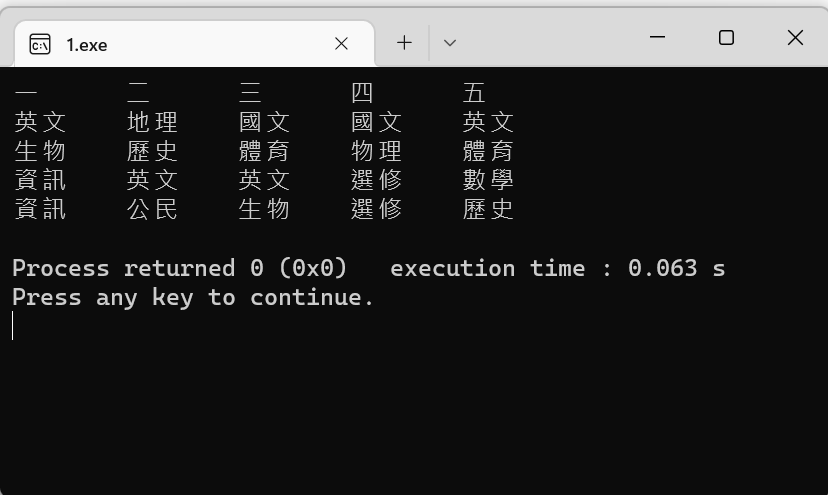 1.exe
一 二 三 四 五
英文 地理 國文 國文 英文
生物 歷史 體育 物理 體育
資訊 英文 英文 選修 數學
資訊 公民 生物 選修 歷史
Process returned 0 (0x0)   execution time : 0.063 s
Press any key to continue.